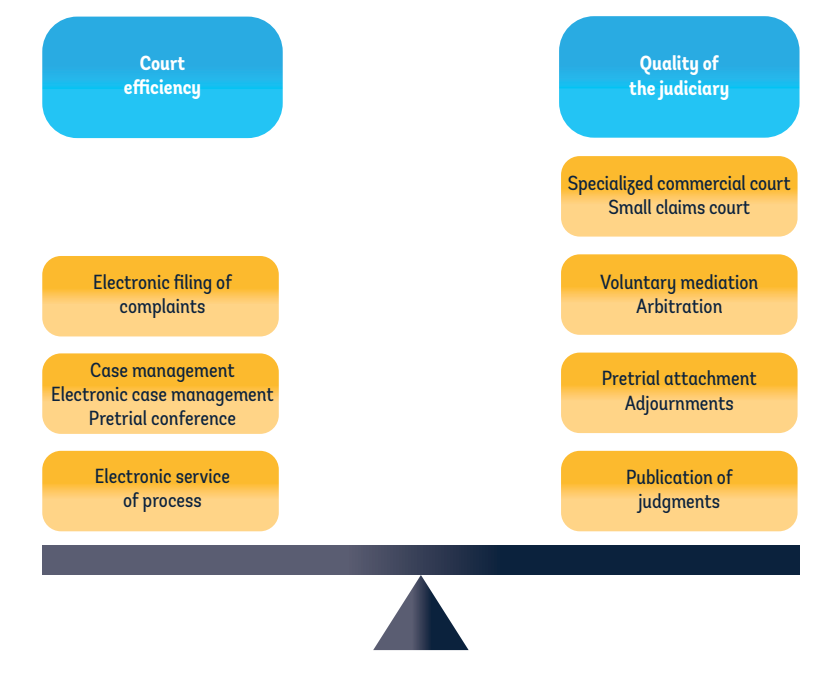 Court
efficiency
Quality of
the judiciary
Specialized commercial court
Small claims court
Electronic filing of
complaints
Voluntary mediation
Arbitration
Case management
Electronic case management
Pretrial conference
Pretrial attachment
Adjournments
Electronic service
of process
Publication of
judgments